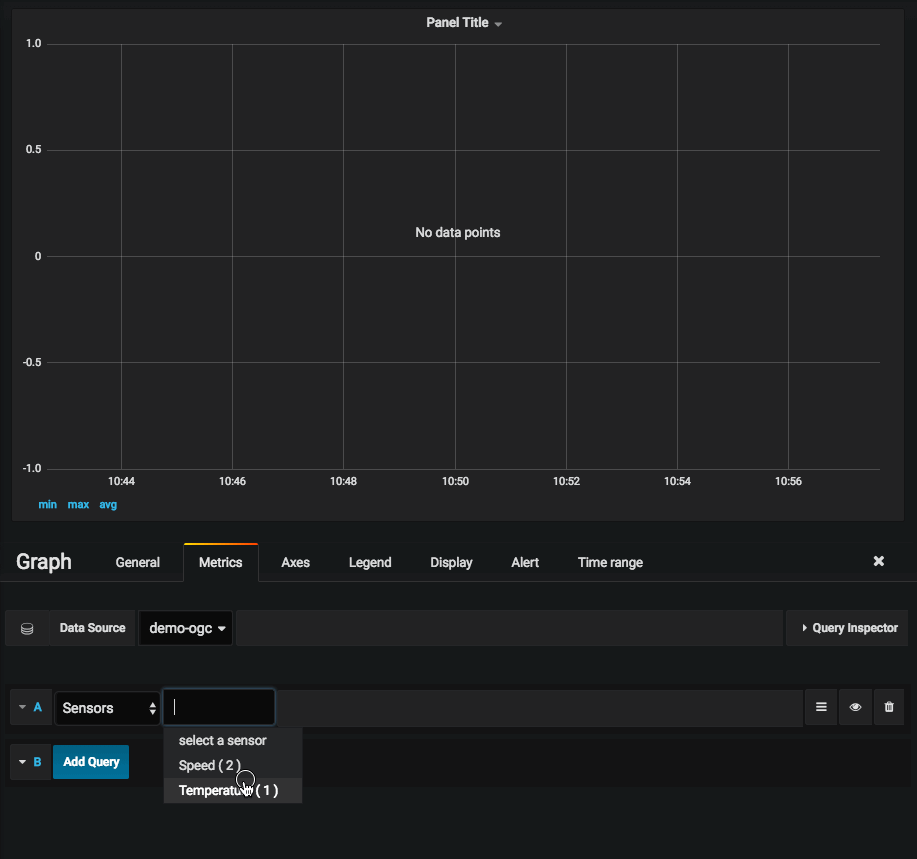 Panel Title
1.0
0.5
0
-0.5
-1.0
No data points
10:44 10:46 10:48 10:50 10:52 10:54 10:56
min max avg
Graph General Metrics Axes Legend Display Alert Time range
Data Source demo-ogc Query Inspector
A Sensors
select a sensor
Speed ( 2 )
B Add Query
Temperature ( 1 )